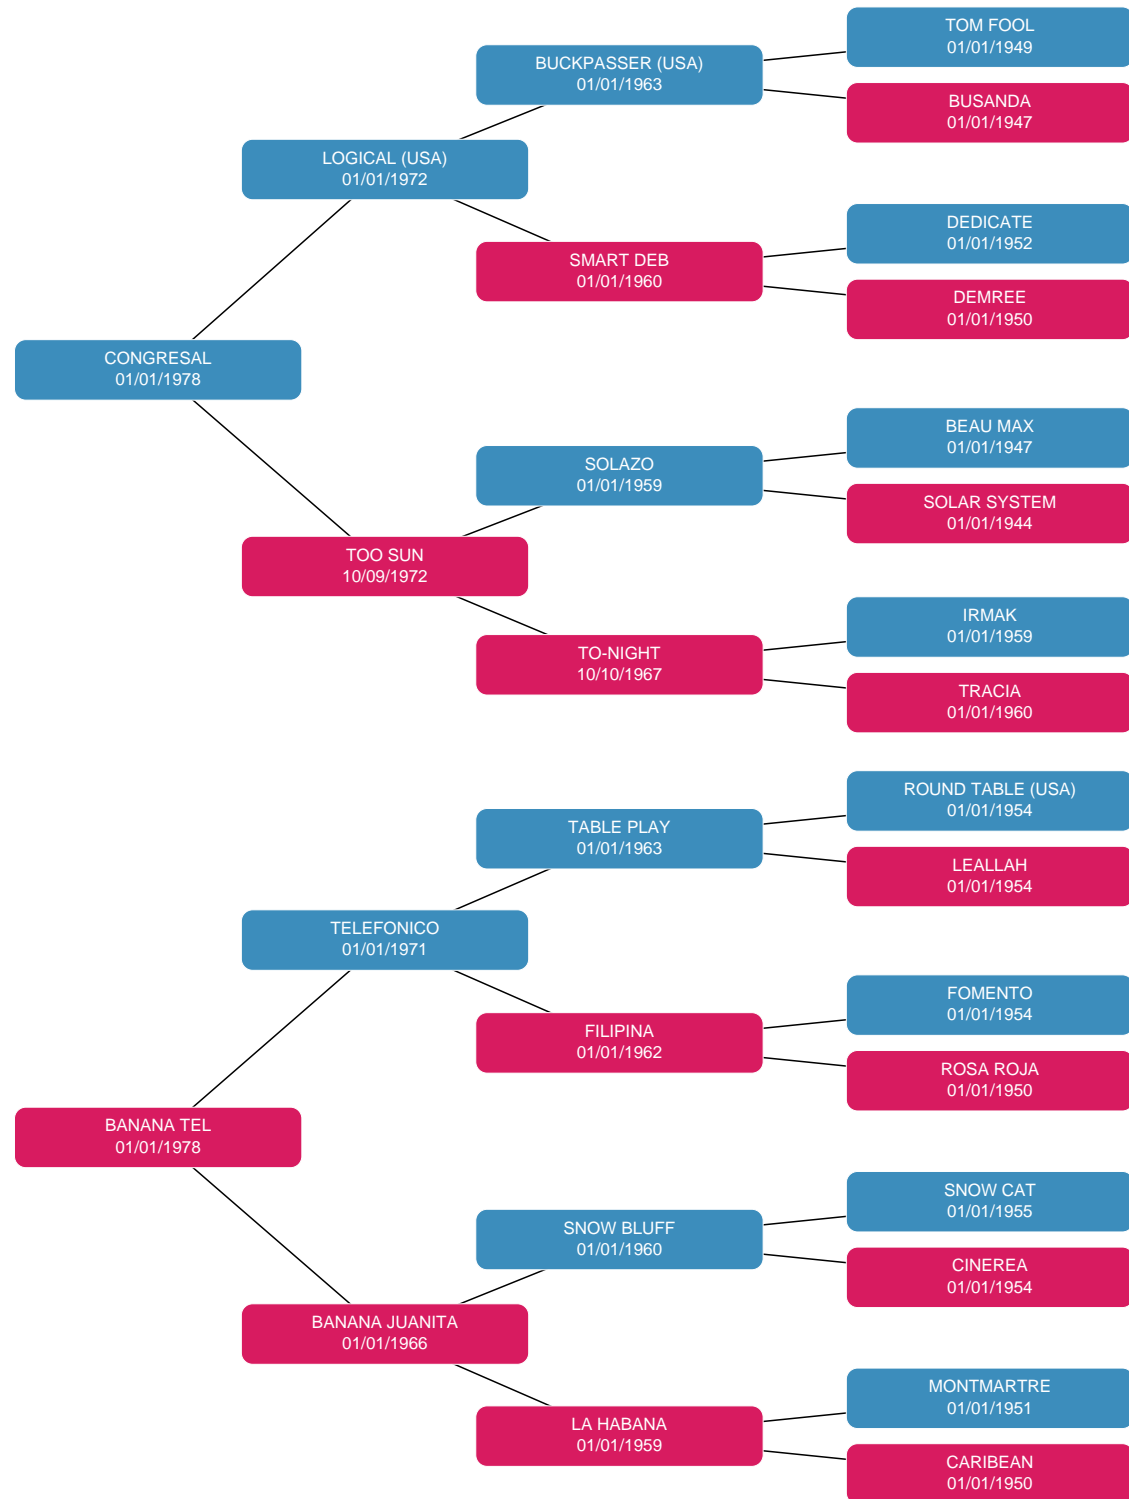 TOM FOOL
01/01/1949
BUCKPASSER (USA)
01/01/1963
BUSANDA
01/01/1947
LOGICAL (USA)
01/01/1972
DEDICATE
01/01/1952
SMART DEB
01/01/1960
DEMREE
01/01/1950
CONGRESAL
01/01/1978
BEAU MAX
01/01/1947
SOLAZO
01/01/1959
SOLAR SYSTEM
01/01/1944
TOO SUN
10/09/1972
IRMAK
01/01/1959
TO-NIGHT
10/10/1967
TRACIA
01/01/1960
ROUND TABLE (USA)
01/01/1954
TABLE PLAY
01/01/1963
LEALLAH
01/01/1954
TELEFONICO
01/01/1971
FOMENTO
01/01/1954
FILIPINA
01/01/1962
ROSA ROJA
01/01/1950
BANANA TEL
01/01/1978
SNOW CAT
01/01/1955
SNOW BLUFF
01/01/1960
CINEREA
01/01/1954
BANANA JUANITA
01/01/1966
MONTMARTRE
01/01/1951
LA HABANA
01/01/1959
CARIBEAN
01/01/1950